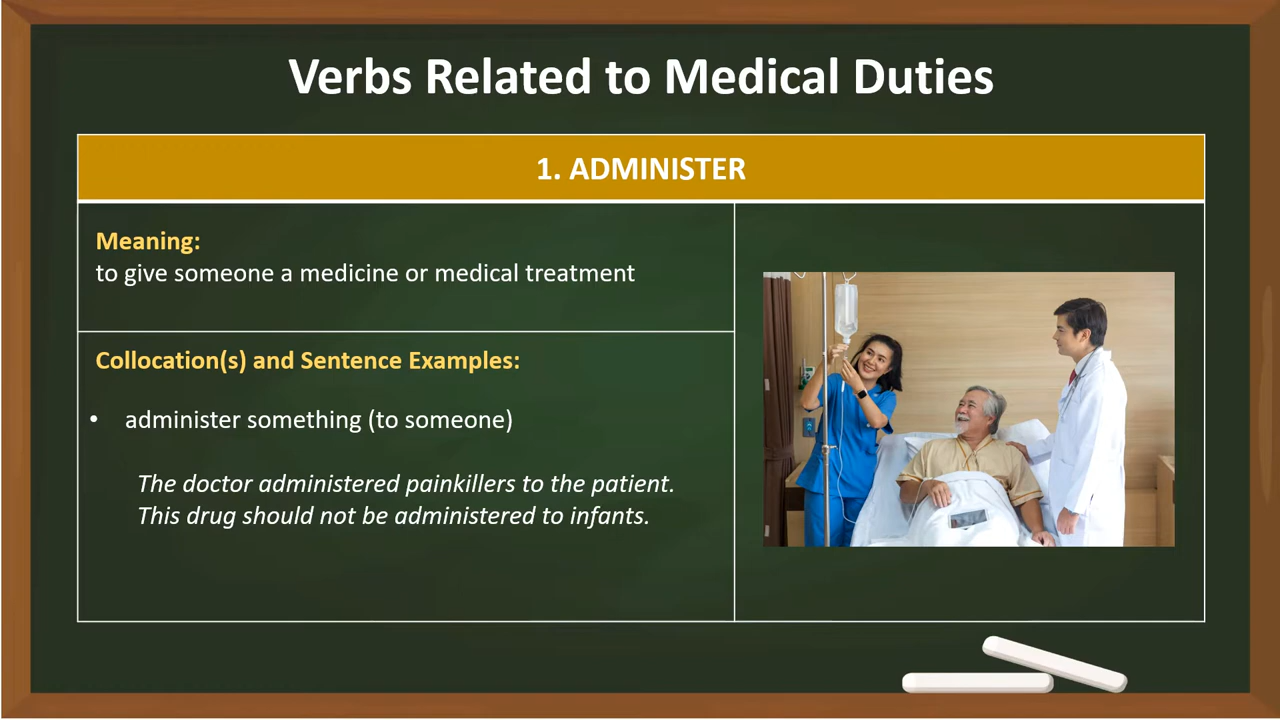 Verbs Related to Medical Duties
1. ADMINISTER
Meaning:
to give someone a medicine or medical treatment
Collocation(s) and Sentence Examples:
• administer something (to someone)
The doctor administered painkillers to the patient.
This drug should not be administered to infants.